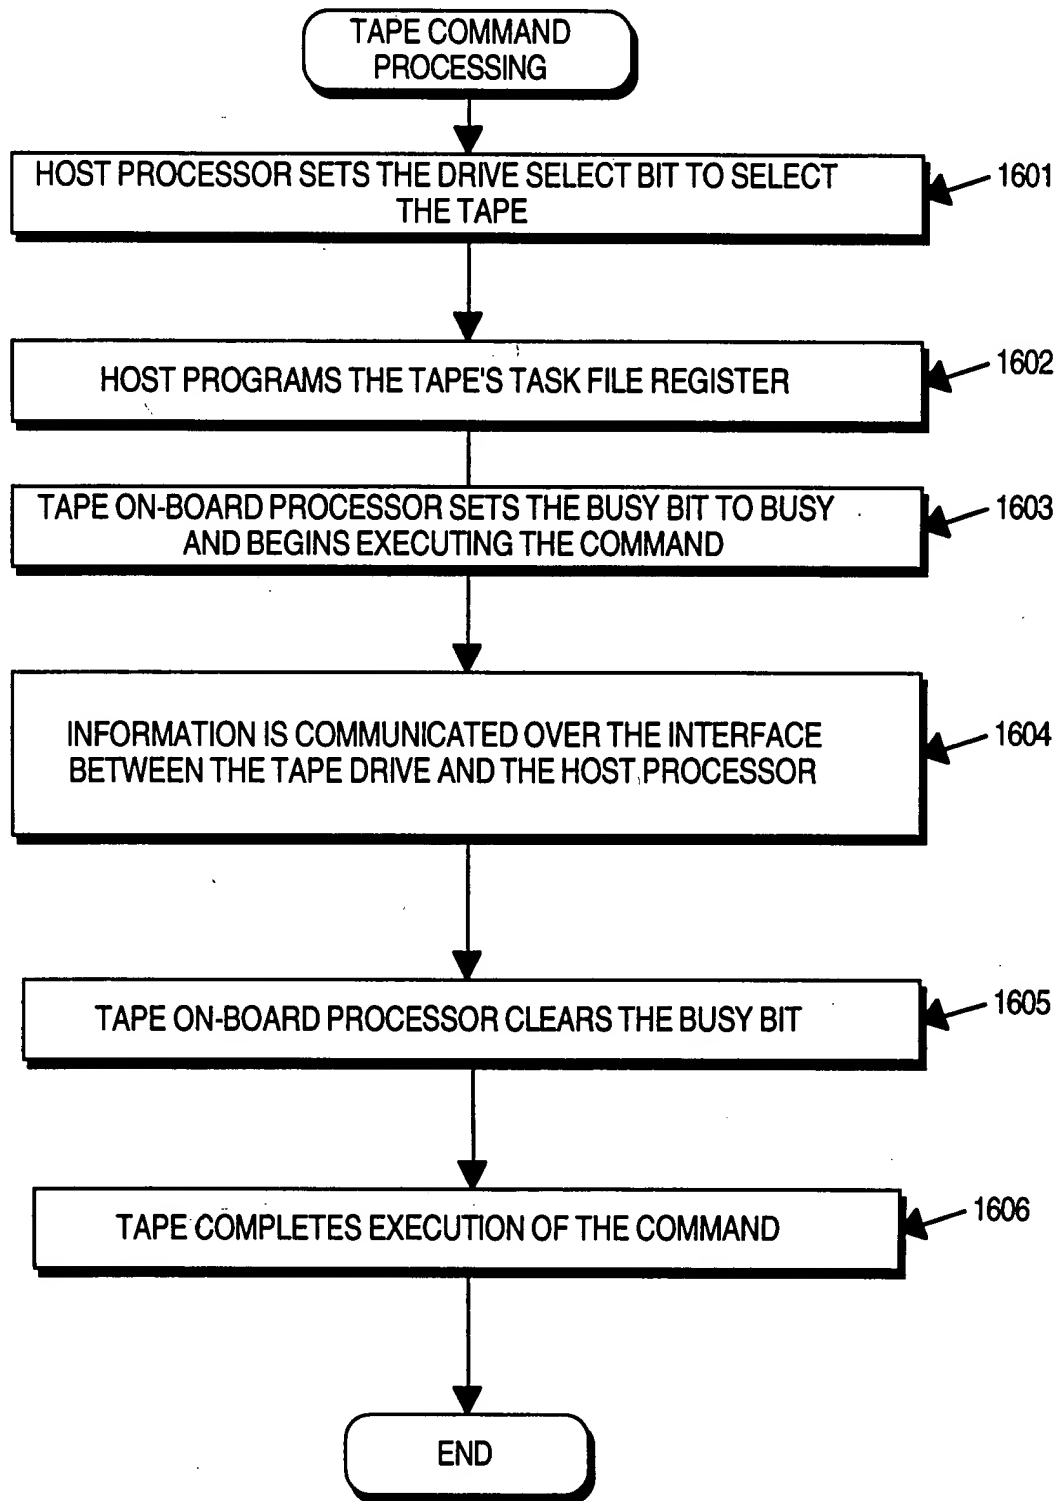 TAPE COMMAND
PROCESSING
HOST PROCESSOR SETS THE DRIVE SELECT BIT TO SELECT
THE TAPE
1601
HOST PROGRAMS THE TAPE'S TASK FILE REGISTER
1602
TAPE ON-BOARD PROCESSOR SETS THE BUSY BIT TO BUSY
AND BEGINS EXECUTING THE COMMAND
1603
INFORMATION IS COMMUNICATED OVER THE INTERFACE
BETWEEN THE TAPE DRIVE AND THE HOST PROCESSOR
1604
TAPE ON-BOARD PROCESSOR CLEARS THE BUSY BIT
1605
TAPE COMPLETES EXECUTION OF THE COMMAND
1606
END